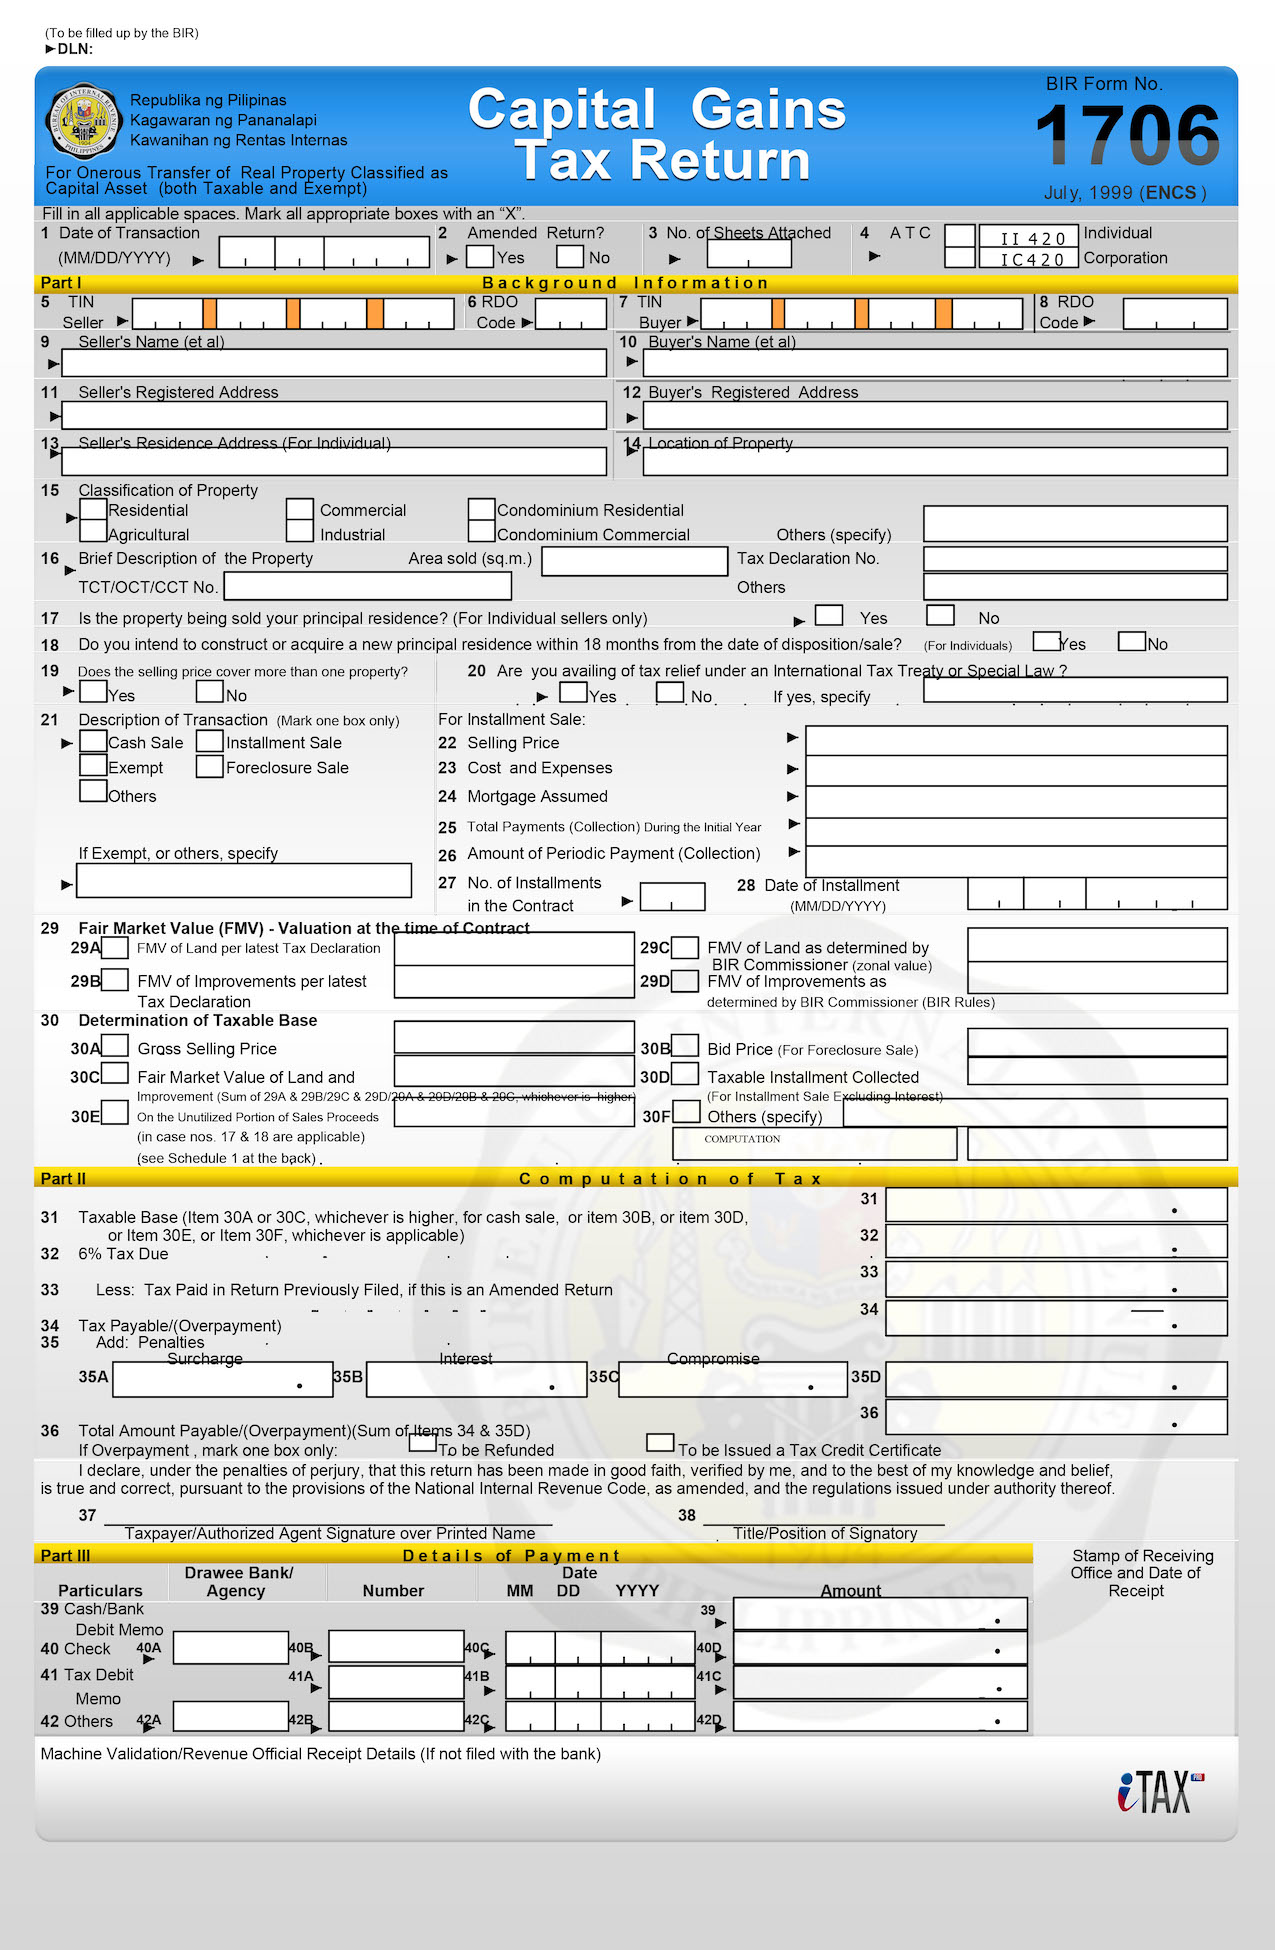 (To be filled up by the BIR)
DLN:
BUREAU OF INTERNAL REVENUE
PHILIPPINES
Republika ng Pilipinas
Kagawaran ng Pananalapi
Kawanihan ng Rentas Internas
For Onerous Transfer of Real Property Classified as
Capital Asset (both Taxable and Exempt)
Capital Gains
Tax Return
BIR Form No.
1706
July, 1999 (ENCS )
Fill in all applicable spaces. Mark all appropriate boxes with an “X”.
1 Date of Transaction
(MM/DD/YYYY)
2 Amended Return?
Yes No
3 No. of Sheets Attached
4 A T C
II 420 Individual
IC420 Corporation
Part I Background Information
5 TIN
Seller
6 RDO
Code
7 TIN
Buyer
8 RDO
Code
9 Seller's Name (et al)
10 Buyer's Name (et al)
11 Seller's Registered Address
12 Buyer's Registered Address
13 Seller's Residence Address (For Individual)
14 Location of Property
15 Classification of Property
Residential Commercial Condominium Residential
Agricultural Industrial Condominium Commercial Others (specify)
16 Brief Description of the Property Area sold (sq.m.) Tax Declaration No.
TCT/OCT/CCT No. Others
17 Is the property being sold your principal residence? (For Individual sellers only) Yes No
18 Do you intend to construct or acquire a new principal residence within 18 months from the date of disposition/sale? (For Individuals) Yes No
19 Does the selling price cover more than one property?
Yes No
20 Are you availing of tax relief under an International Tax Treaty or Special Law ?
Yes No If yes, specify
21 Description of Transaction (Mark one box only)
Cash Sale Installment Sale
Exempt Foreclosure Sale
Others
If Exempt, or others, specify
For Installment Sale:
22 Selling Price
23 Cost and Expenses
24 Mortgage Assumed
25 Total Payments (Collection) During the Initial Year
26 Amount of Periodic Payment (Collection)
27 No. of Installments
in the Contract
28 Date of Installment
(MM/DD/YYYY)
29 Fair Market Value (FMV) - Valuation at the time of Contract
29A FMV of Land per latest Tax Declaration
29C FMV of Land as determined by
BIR Commissioner (zonal value)
29B FMV of Improvements per latest
Tax Declaration
29D FMV of Improvements as
determined by BIR Commissioner (BIR Rules)
30 Determination of Taxable Base
30A Gross Selling Price
30B Bid Price (For Foreclosure Sale)
30C Fair Market Value of Land and
Improvement (Sum of 29A & 29B/29C & 29D/29A & 29D/29B & 29C, whichever is higher)
30D Taxable Installment Collected
(For Installment Sale Excluding Interest)
30E On the Unutilized Portion of Sales Proceeds
(in case nos. 17 & 18 are applicable)
(see Schedule 1 at the back)
30F Others (specify)
COMPUTATION
Part II Computation of Tax
31 Taxable Base (Item 30A or 30C, whichever is higher, for cash sale, or item 30B, or item 30D, 31
or Item 30E, or Item 30F, whichever is applicable)
32 6% Tax Due 32
33 Less: Tax Paid in Return Previously Filed, if this is an Amended Return 33
34 Tax Payable/(Overpayment) 34
35 Add: Penalties
Surcharge Interest Compromise
35A 35B 35C 35D
36 Total Amount Payable/(Overpayment)(Sum of Items 34 & 35D) 36
If Overpayment , mark one box only: To be Refunded To be Issued a Tax Credit Certificate
I declare, under the penalties of perjury, that this return has been made in good faith, verified by me, and to the best of my knowledge and belief,
is true and correct, pursuant to the provisions of the National Internal Revenue Code, as amended, and the regulations issued under authority thereof.
37 38
Taxpayer/Authorized Agent Signature over Printed Name Title/Position of Signatory
Part III Details of Payment
Stamp of Receiving
Office and Date of
Receipt
Drawee Bank/ Date
Particulars Agency Number MM DD YYYY Amount
39 Cash/Bank 39
Debit Memo
40 Check 40A 40B 40C 40D
41 Tax Debit 41A 41B 41C
Memo
42 Others 42A 42B 42C 42D
Machine Validation/Revenue Official Receipt Details (If not filed with the bank)
iTAX PRO